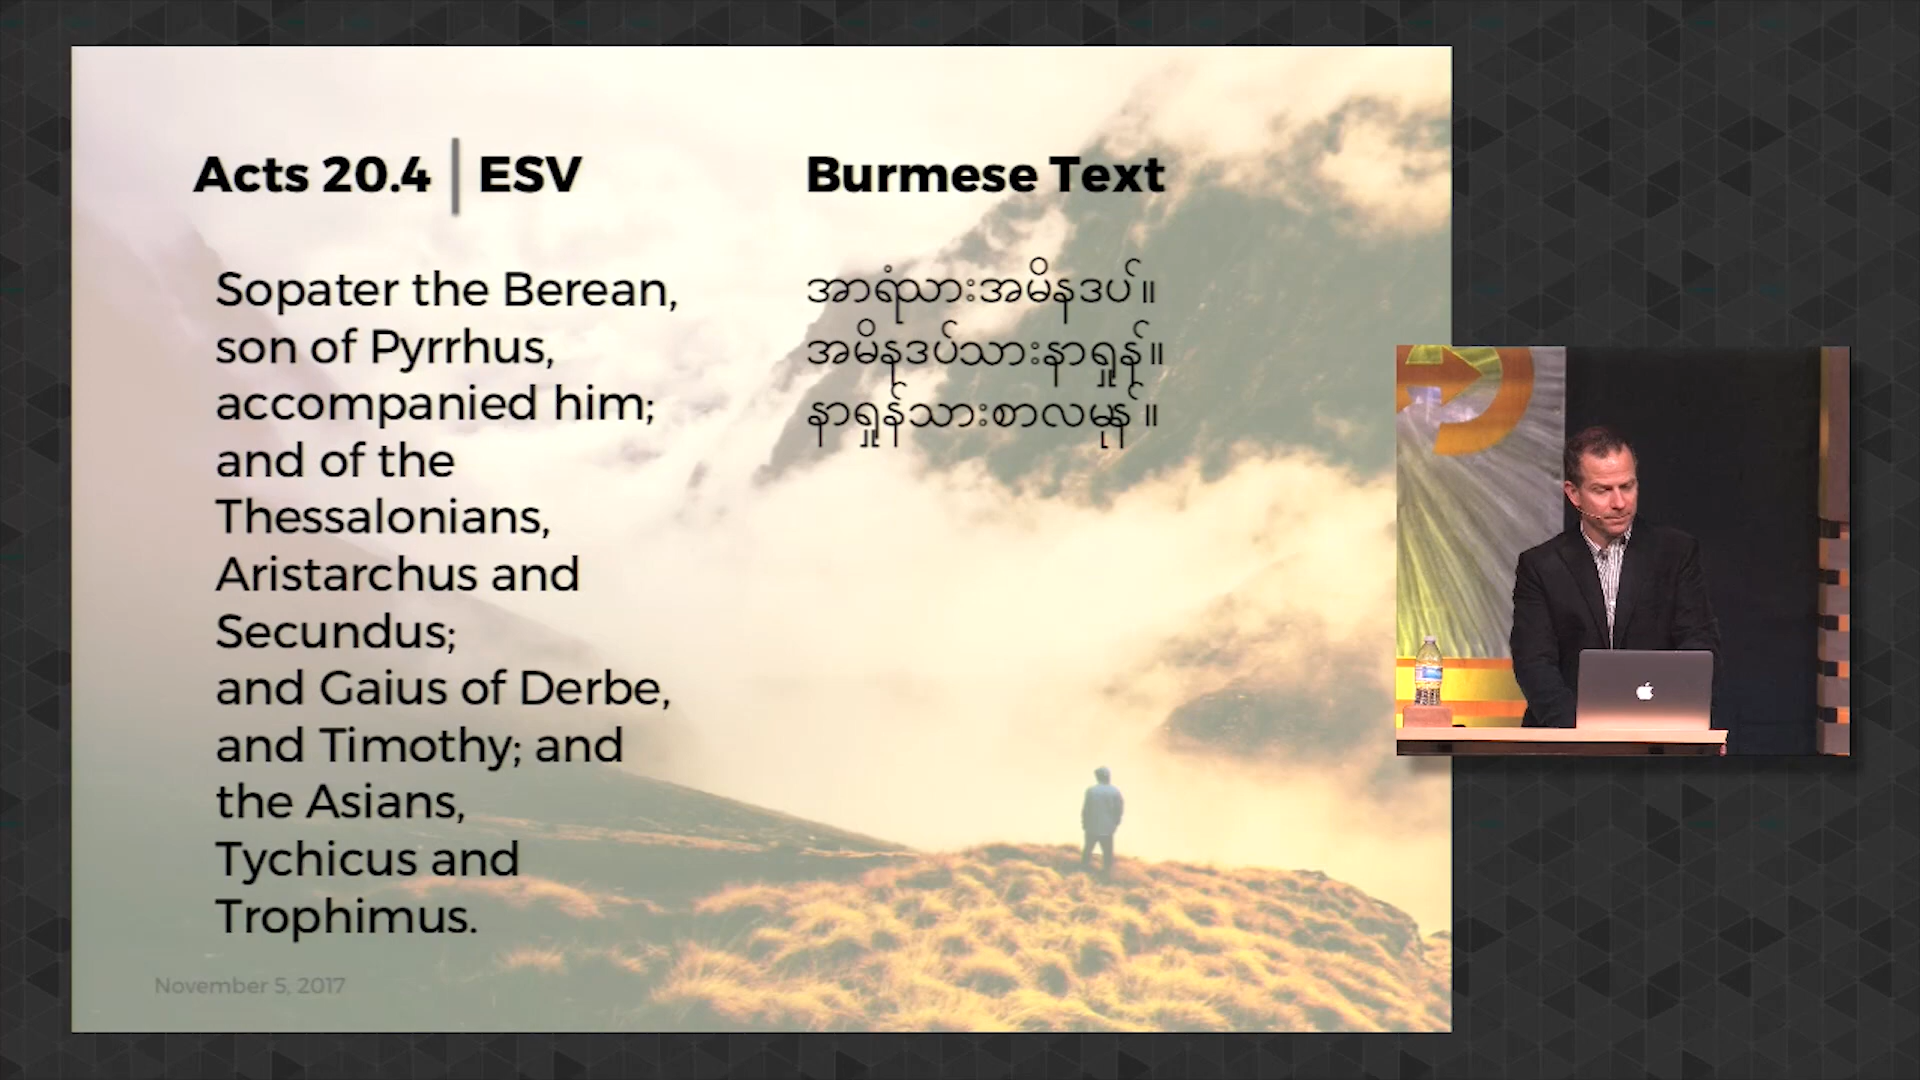 Acts 20.4 | ESV
Sopater the Berean,
son of Pyrrhus,
accompanied him;
and of the
Thessalonians,
Aristarchus and
Secundus;
and Gaius of Derbe,
and Timothy; and
the Asians,
Tychicus and
Trophimus.
Burmese Text
အာရံသားအမိနဒပ်။
အမိနဒပ်သားနာရှုန်။
နာရှုန်သားစာလမုန်။
November 5, 2017